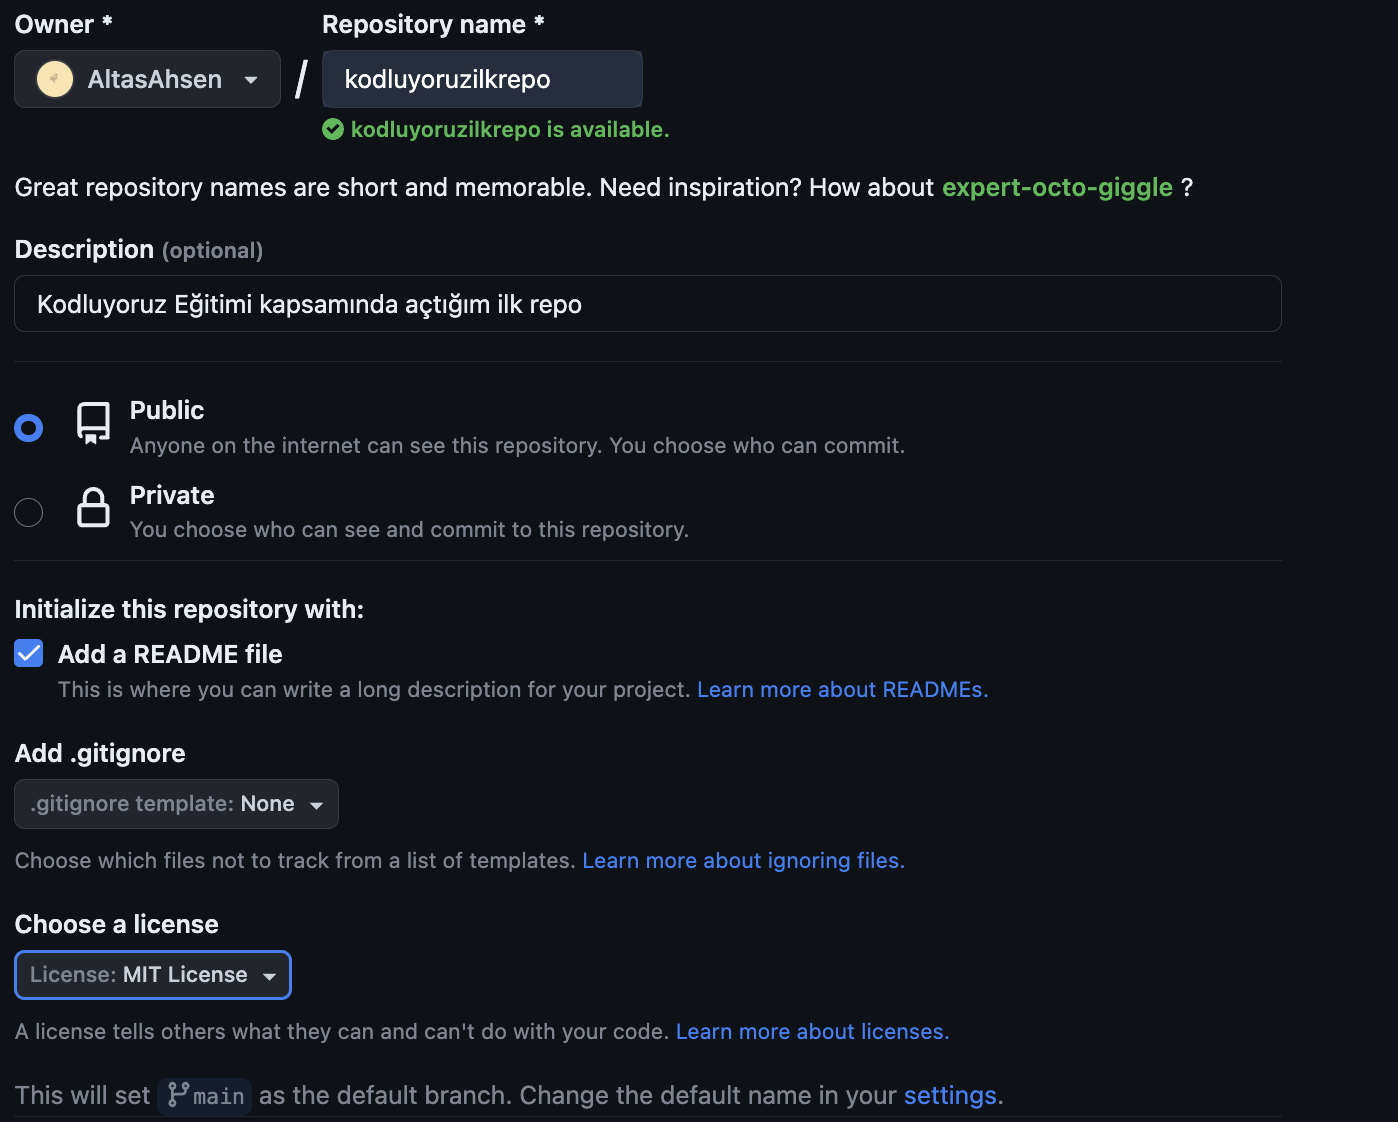 Owner * Repository name *
AltasAhsen / kodluyoruzilkrepo
kodluyoruzilkrepo is available.
Great repository names are short and memorable. Need inspiration? How about expert-octo-giggle ?
Description (optional)
Kodluyoruz Eğitimi kapsamında açtığım ilk repo
Public
Anyone on the internet can see this repository. You choose who can commit.
Private
You choose who can see and commit to this repository.
Initialize this repository with:
Add a README file
This is where you can write a long description for your project. Learn more about READMEs.
Add .gitignore
.gitignore template: None
Choose which files not to track from a list of templates. Learn more about ignoring files.
Choose a license
License: MIT License
A license tells others what they can and can't do with your code. Learn more about licenses.
This will set main as the default branch. Change the default name in your settings.